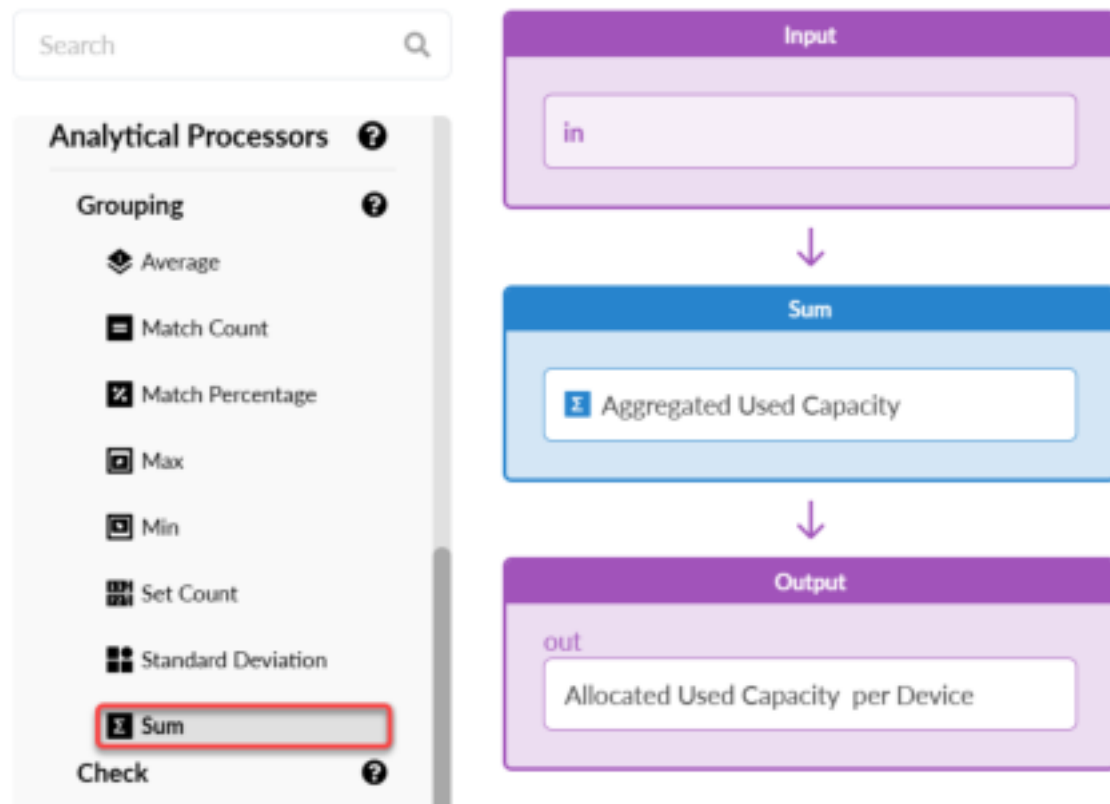 Search
Analytical Processors
Grouping
Average
Match Count
Match Percentage
Max
Min
Set Count
Standard Deviation
Sum
Check
Input
in
Sum
Aggregated Used Capacity
Output
out
Allocated Used Capacity per Device